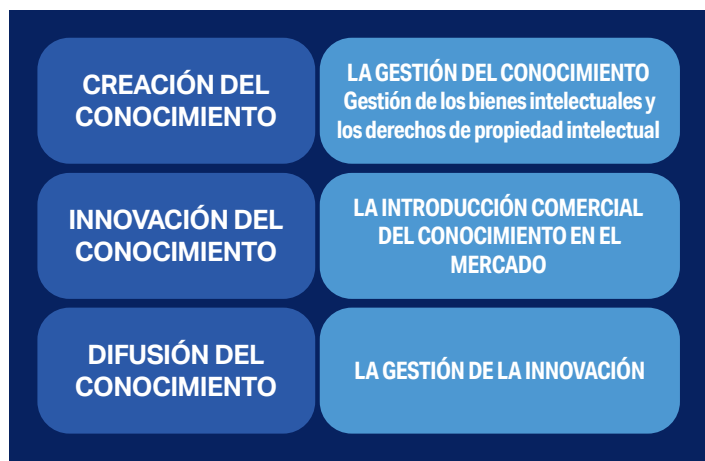 CREACIÓN DEL
CONOCIMIENTO
LA GESTIÓN DEL CONOCIMIENTO
Gestión de los bienes intelectuales y
los derechos de propiedad intelectual
INNOVACIÓN DEL
CONOCIMIENTO
LA INTRODUCCIÓN COMERCIAL
DEL CONOCIMIENTO EN EL
MERCADO
DIFUSIÓN DEL
CONOCIMIENTO
LA GESTIÓN DE LA INNOVACIÓN